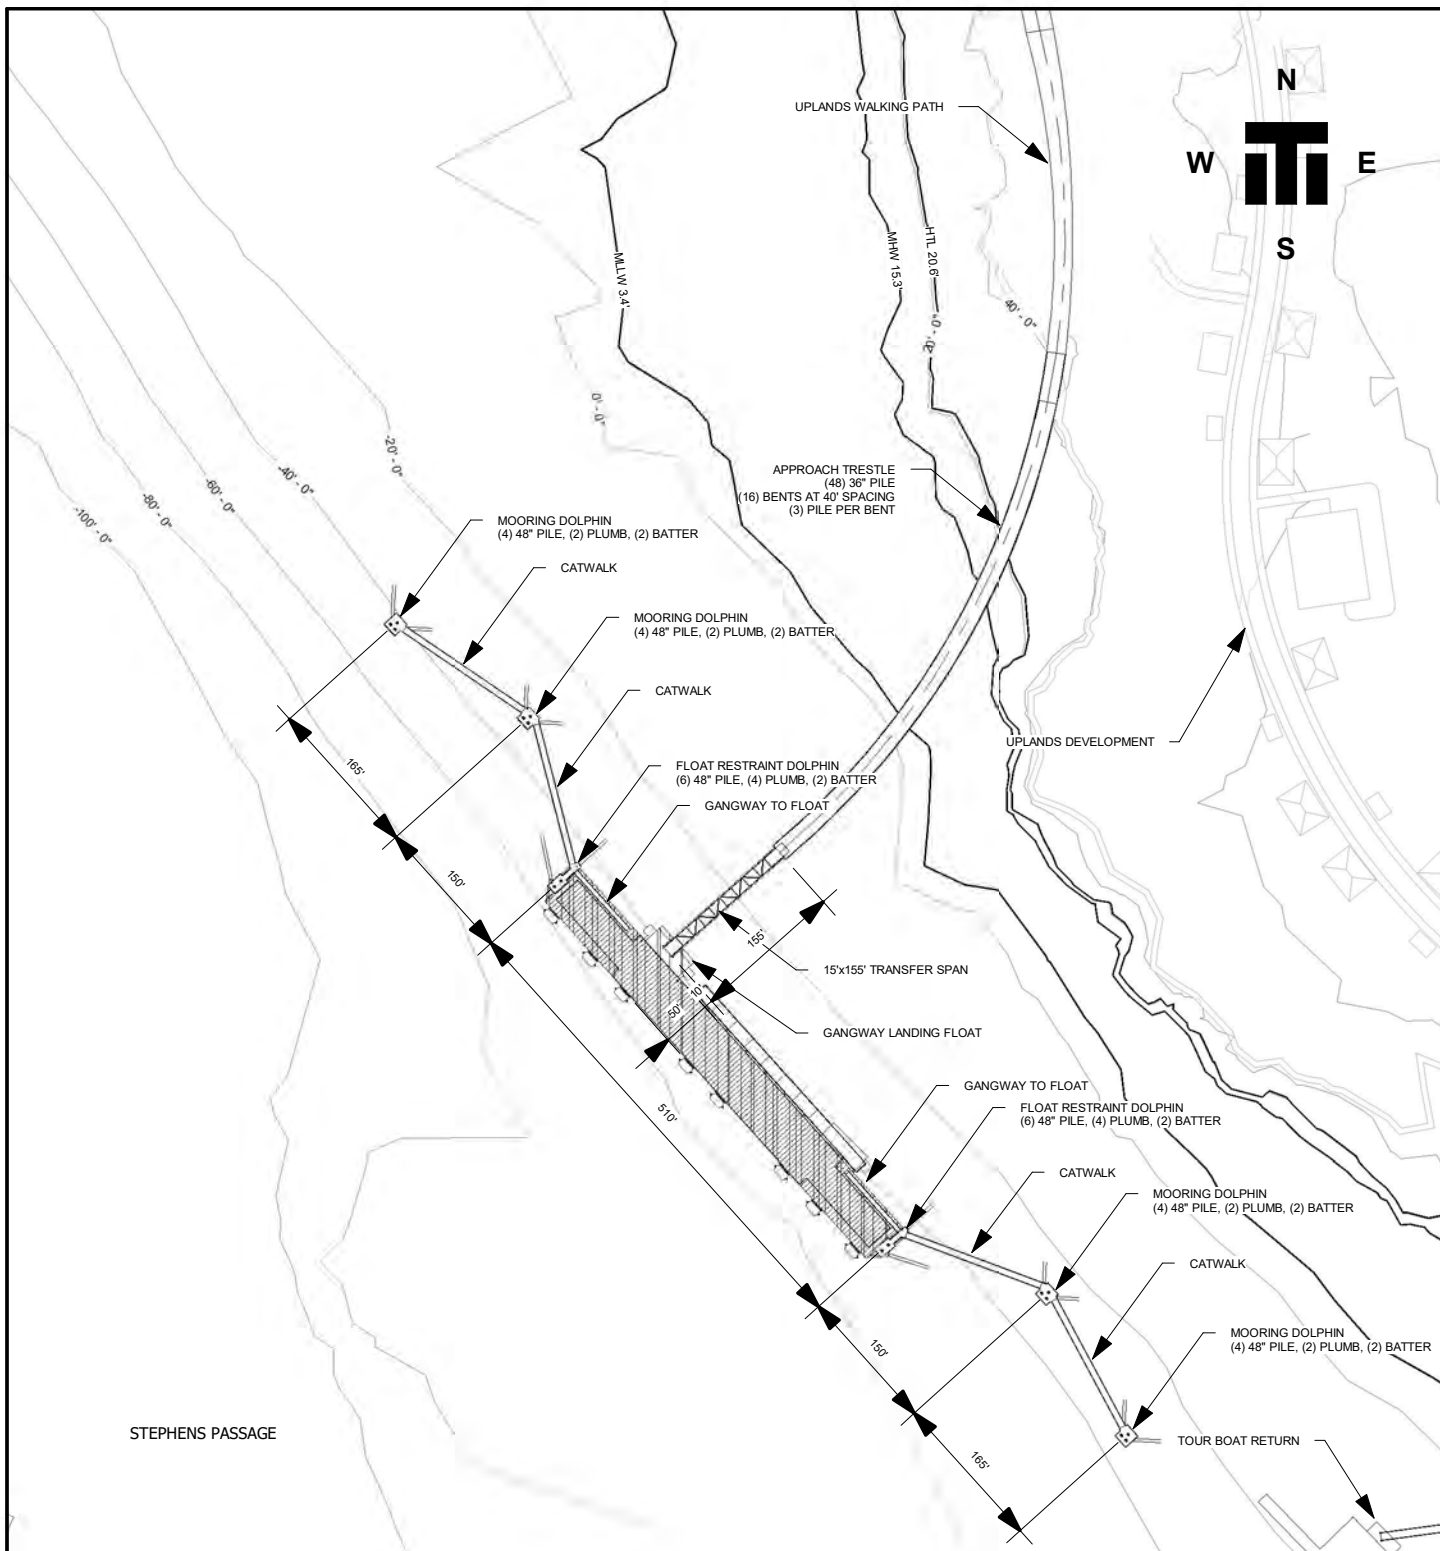 N
UPLANDS WALKING PATH
W
E
S
HTL 20.6'
MHW 15.3'
MLLW 3.4'
40' - 0"
0' - 0"
-20' - 0"
-40' - 0"
-60' - 0"
-80' - 0"
-100' - 0"
APPROACH TRESTLE
(48) 36" PILE
(16) BENTS AT 40' SPACING
(3) PILE PER BENT
MOORING DOLPHIN
(4) 48" PILE, (2) PLUMB, (2) BATTER
CATWALK
MOORING DOLPHIN
(4) 48" PILE, (2) PLUMB, (2) BATTER
CATWALK
UPLANDS DEVELOPMENT
FLOAT RESTRAINT DOLPHIN
(6) 48" PILE, (4) PLUMB, (2) BATTER
GANGWAY TO FLOAT
165'
150'
155'
15'x155' TRANSFER SPAN
50'
10'
GANGWAY LANDING FLOAT
GANGWAY TO FLOAT
FLOAT RESTRAINT DOLPHIN
(6) 48" PILE, (4) PLUMB, (2) BATTER
510'
CATWALK
MOORING DOLPHIN
(4) 48" PILE, (2) PLUMB, (2) BATTER
CATWALK
MOORING DOLPHIN
(4) 48" PILE, (2) PLUMB, (2) BATTER
150'
STEPHENS PASSAGE
TOUR BOAT RETURN
165'